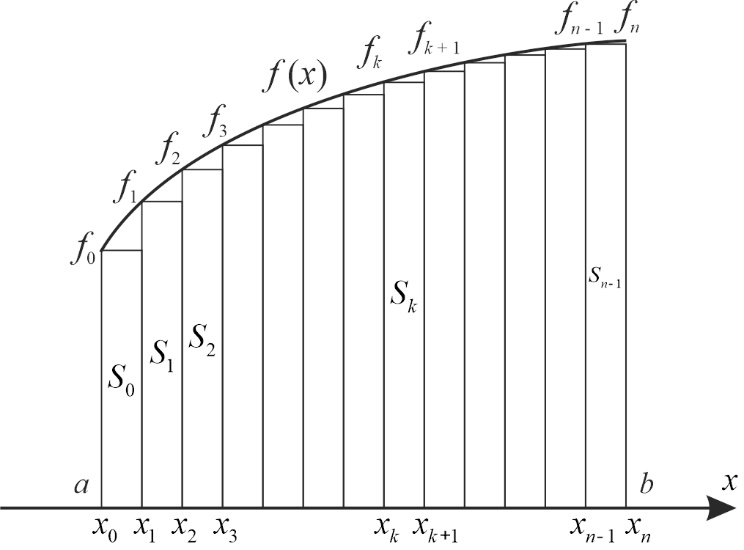 f_{n-1} f_n
f_k f_{k+1}
f(x)
f_3
f_2
f_1
f_0
S_0 S_1 S_2 S_k S_{n-1}
a b x
x_0 x_1 x_2 x_3 x_k x_{k+1} x_{n-1} x_n